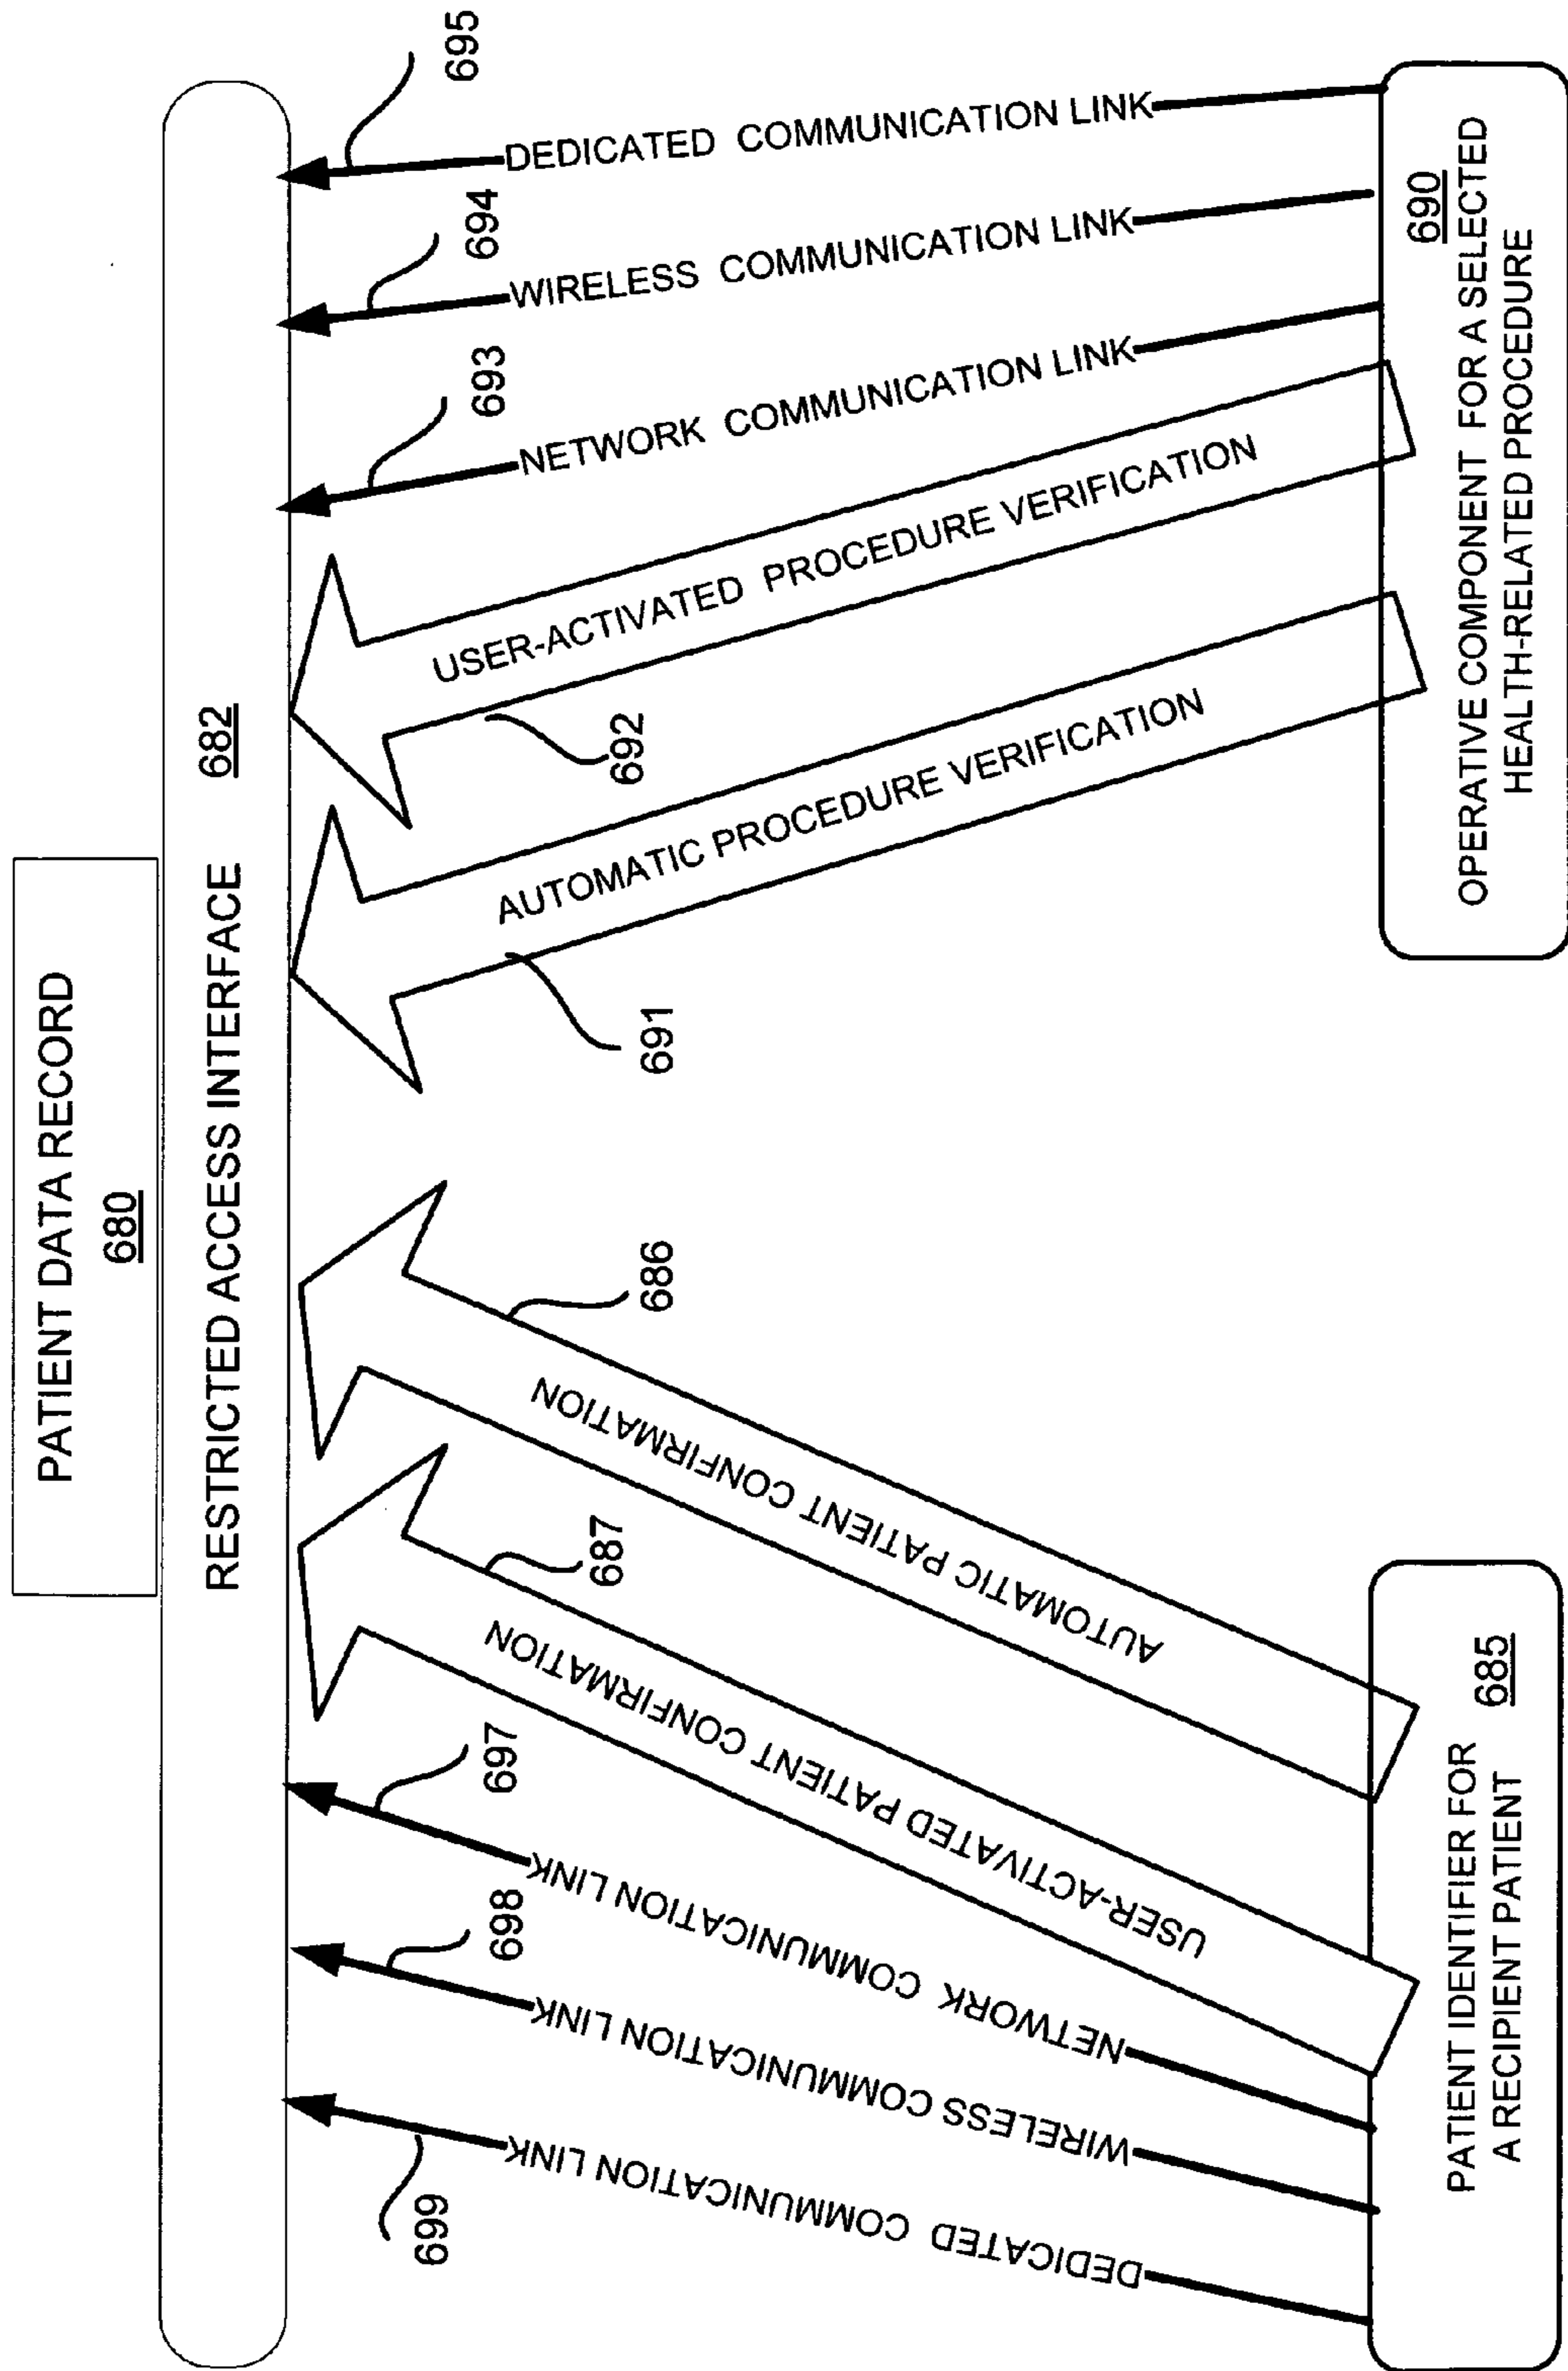 PATIENT DATA RECORD
680
RESTRICTED ACCESS INTERFACE 682
699
698
697
687
686
691
692
693
694
695
DEDICATED COMMUNICATION LINK
WIRELESS COMMUNICATION LINK
NETWORK COMMUNICATION LINK
USER-ACTIVATED PATIENT CONFIRMATION
AUTOMATIC PATIENT CONFIRMATION
AUTOMATIC PROCEDURE VERIFICATION
USER-ACTIVATED PROCEDURE VERIFICATION
NETWORK COMMUNICATION LINK
WIRELESS COMMUNICATION LINK
DEDICATED COMMUNICATION LINK
PATIENT IDENTIFIER FOR 685
A RECIPIENT PATIENT
690
OPERATIVE COMPONENT FOR A SELECTED
HEALTH-RELATED PROCEDURE